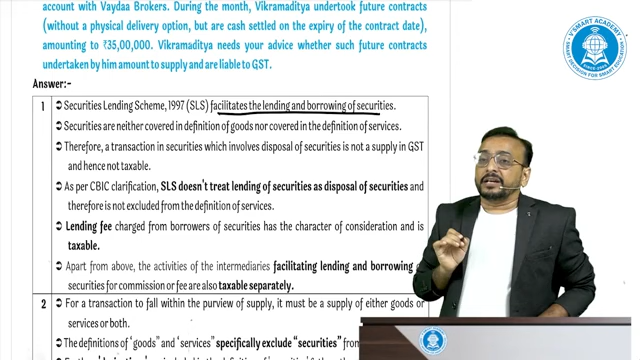 account with Vaydaa Brokers. During the month, Vikramaditya undertook future contracts
(without a physical delivery option, but are cash settled on the expiry of the contract date),
amounting to ₹35,00,000. Vikramaditya needs your advice whether such future contracts
undertaken by him amount to supply and are liable to GST.
Answer:-
1
➲ Securities Lending Scheme, 1997 (SLS) facilitates the lending and borrowing of securities.
➲ Securities are neither covered in definition of goods nor covered in the definition of services.
➲ Therefore, a transaction in securities which involves disposal of securities is not a supply in GST
and hence not taxable.
➲ As per CBIC clarification, SLS doesn't treat lending of securities as disposal of securities and
therefore is not excluded from the definition of services.
➲ Lending fee charged from borrowers of securities has the character of consideration and is
taxable.
➲ Apart from above, the activities of the intermediaries facilitating lending and borrowing
securities for commission or fee are also taxable separately.
2
➲ For a transaction to fall within the purview of supply, it must be a supply of either goods or
services or both.
➲ The definitions of 'goods' and 'services' specifically exclude "securities" from
V'SMART ACADEMY
SMART DECISION FOR SMART EDUCATION